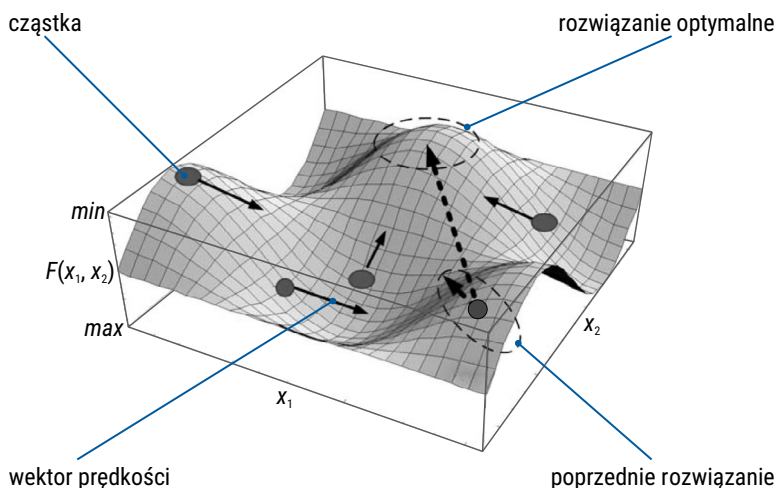 cząstka
rozwiązanie optymalne
min
F(x₁, x₂)
max
x₁
x₂
wektor prędkości
poprzednie rozwiązanie